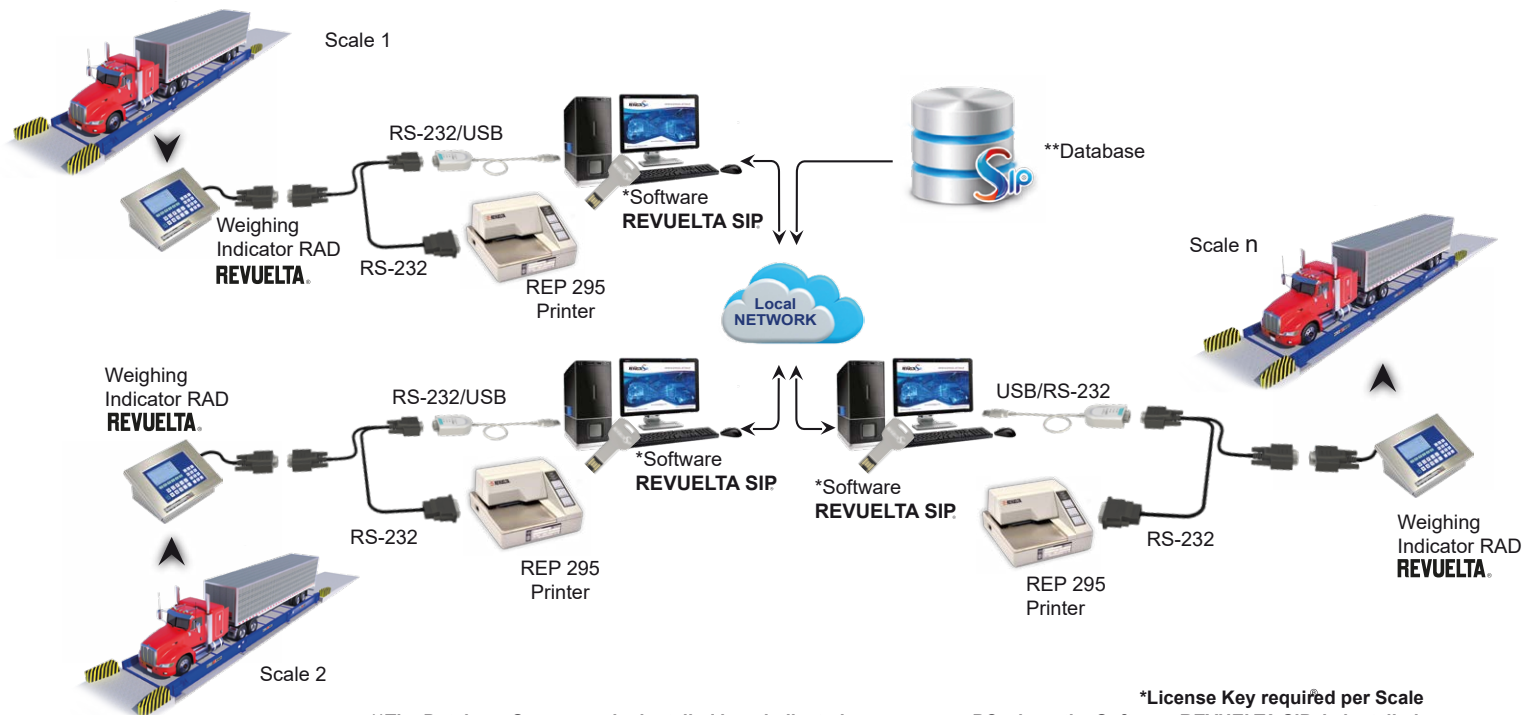 Scale 1
RS-232/USB
**Database
*Software
REVUELTA SIP®
Weighing
Indicator RAD
REVUELTA®
RS-232
REP 295
Printer
Scale n
Local
NETWORK
Weighing
Indicator RAD
REVUELTA®
RS-232/USB
*Software
REVUELTA SIP®
RS-232
REP 295
Printer
Scale 2
USB/RS-232
*Software
REVUELTA SIP®
RS-232
REP 295
Printer
Weighing
Indicator RAD
REVUELTA®
*License Key required per Scale